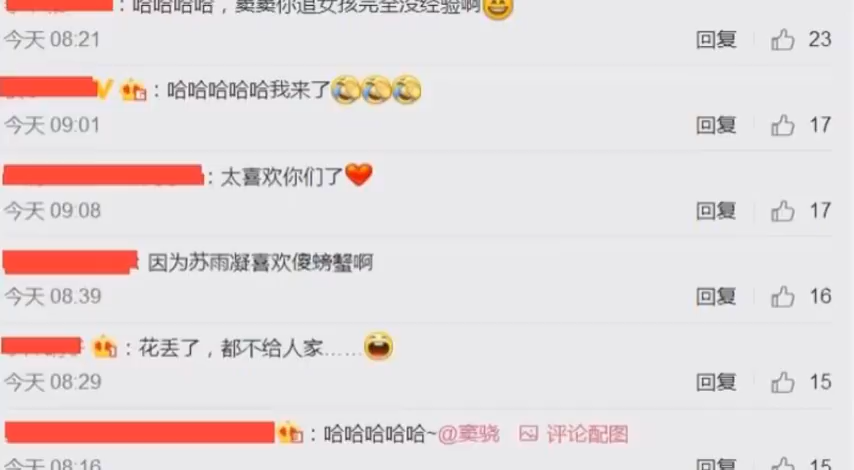 ：哈哈哈哈，窦窦你追女孩完全没经验啊
今天 08:21 回复 23
：哈哈哈哈哈我来了
今天 09:01 回复 17
：太喜欢你们了
今天 09:08 回复 17
：因为苏雨凝喜欢傻螃蟹啊
今天 08.39 回复 16
：花丢了，都不给人家……
今天 08:29 回复 15
：哈哈哈哈哈~@窦骁 评论配图
今天 08:16 回复 15